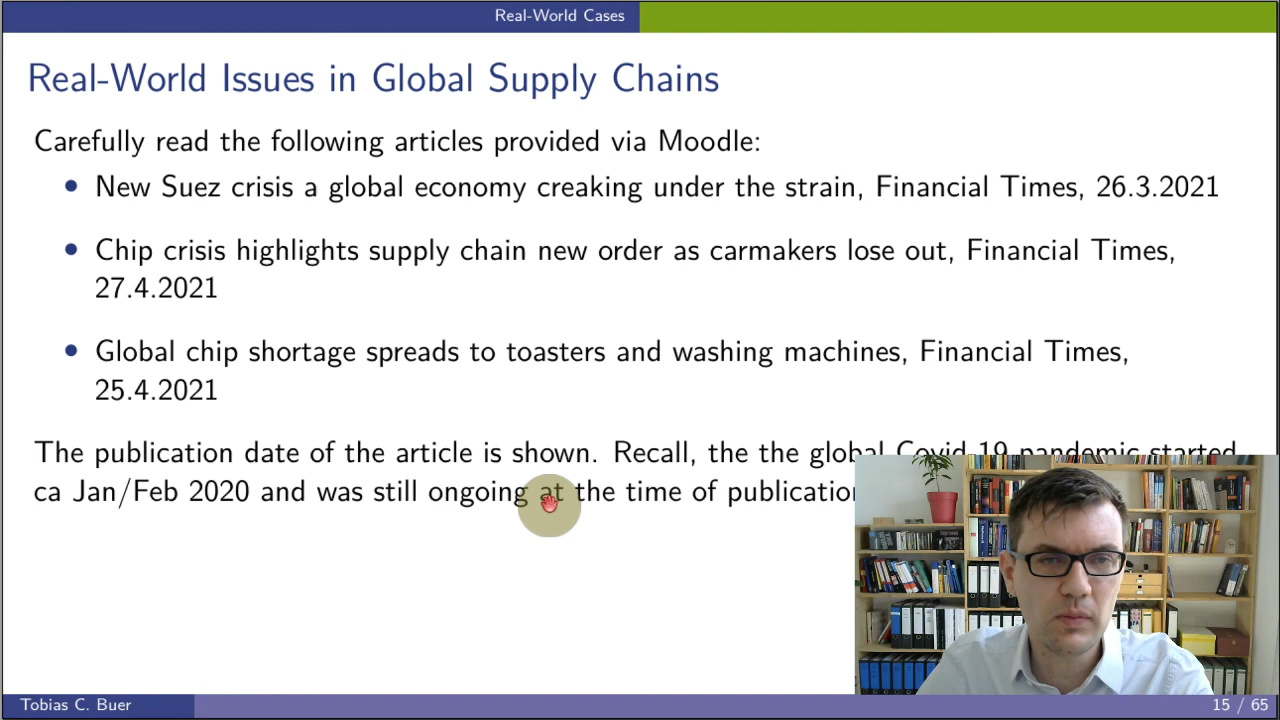 Real-World Cases
Real-World Issues in Global Supply Chains
Carefully read the following articles provided via Moodle:
New Suez crisis a global economy creaking under the strain, Financial Times, 26.3.2021
Chip crisis highlights supply chain new order as carmakers lose out, Financial Times,
27.4.2021
Global chip shortage spreads to toasters and washing machines, Financial Times,
25.4.2021
The publication date of the article is shown. Recall, the the global Covid 19 pandemic started
ca Jan/Feb 2020 and was still ongoing at the time of publication
Tobias C. Buer
15 / 65